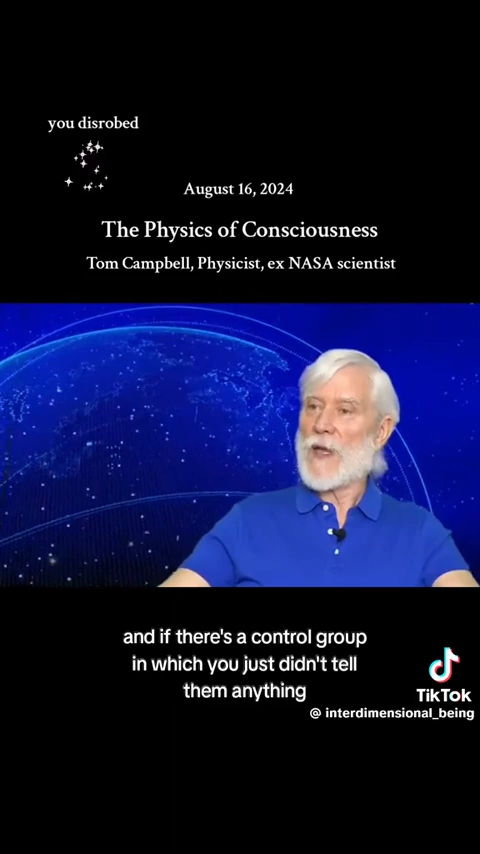 you disrobed
August 16, 2024
The Physics of Consciousness
Tom Campbell, Physicist, ex NASA scientist
and if there's a control group
in which you just didn't tell
them anything
TikTok
@ interdimensional_being